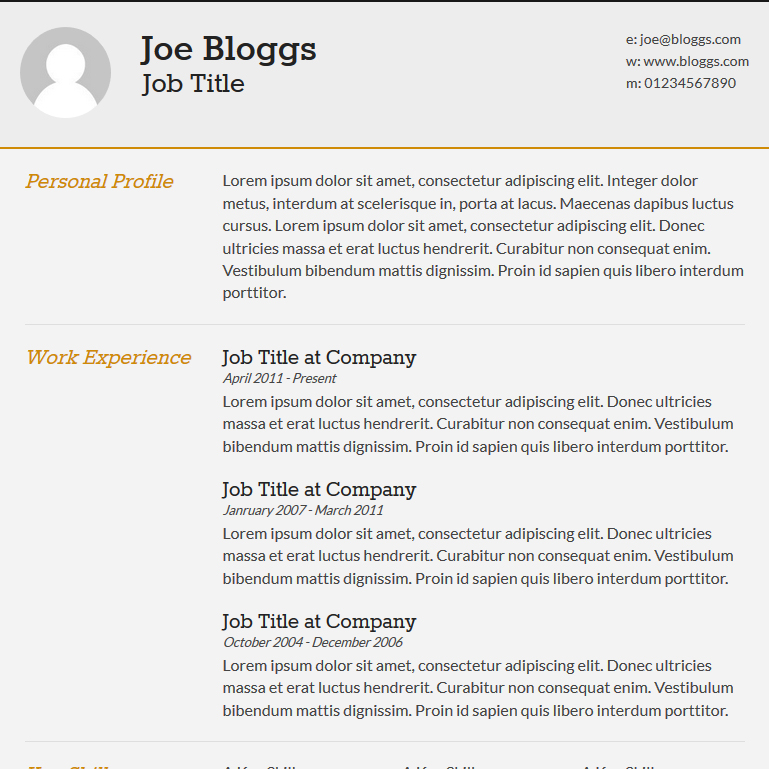 Joe Bloggs
Job Title
e: joe@bloggs.com
w: www.bloggs.com
m: 01234567890
Personal Profile
Lorem ipsum dolor sit amet, consectetur adipiscing elit. Integer dolor
metus, interdum at scelerisque in, porta at lacus. Maecenas dapibus luctus
cursus. Lorem ipsum dolor sit amet, consectetur adipiscing elit. Donec
ultricies massa et erat luctus hendrerit. Curabitur non consequat enim.
Vestibulum bibendum mattis dignissim. Proin id sapien quis libero interdum
porttitor.
Work Experience
Job Title at Company
April 2011 - Present
Lorem ipsum dolor sit amet, consectetur adipiscing elit. Donec ultricies
massa et erat luctus hendrerit. Curabitur non consequat enim. Vestibulum
bibendum mattis dignissim. Proin id sapien quis libero interdum porttitor.
Job Title at Company
Janruary 2007 - March 2011
Lorem ipsum dolor sit amet, consectetur adipiscing elit. Donec ultricies
massa et erat luctus hendrerit. Curabitur non consequat enim. Vestibulum
bibendum mattis dignissim. Proin id sapien quis libero interdum porttitor.
Job Title at Company
October 2004 - December 2006
Lorem ipsum dolor sit amet, consectetur adipiscing elit. Donec ultricies
massa et erat luctus hendrerit. Curabitur non consequat enim. Vestibulum
bibendum mattis dignissim. Proin id sapien quis libero interdum porttitor.